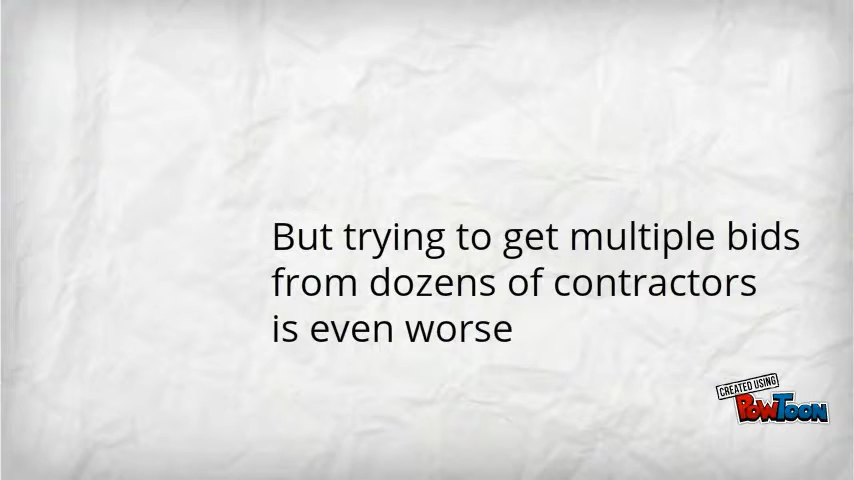 But trying to get multiple bids
from dozens of contractors
is even worse
CREATED USING
POWTOON